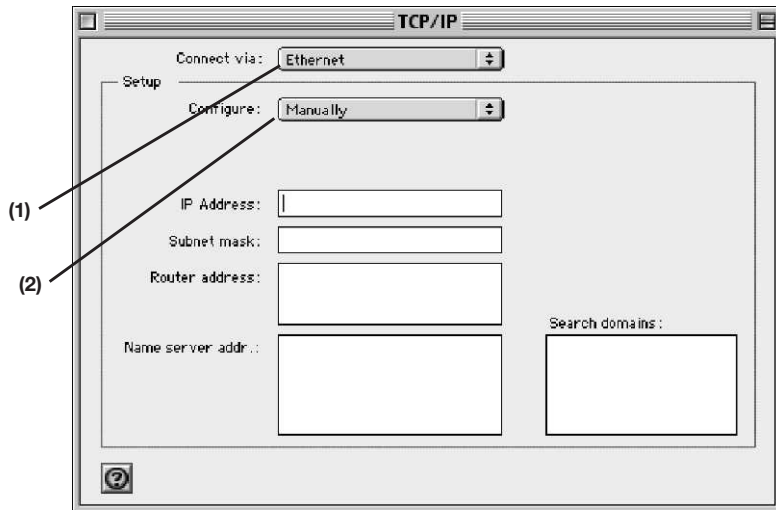 TCP/IP
Connect via: Ethernet
Setup
Configure: Manually
(1)
IP Address:
Subnet mask:
(2)
Router address:
Search domains:
Name server addr.:
?